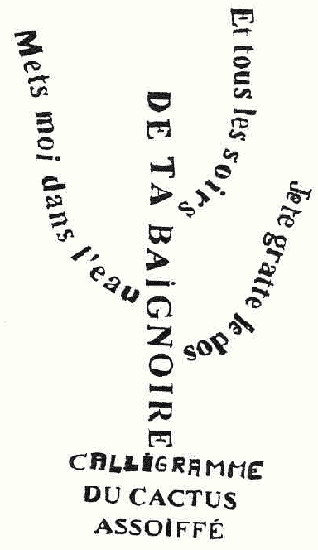 Mets moi dans l'eau
DE TA BAiGNOIRE
Et tous les soirs
Je te gratte le dos
CALLiGRAMME
DU CACTUS
ASSOiFFÉ